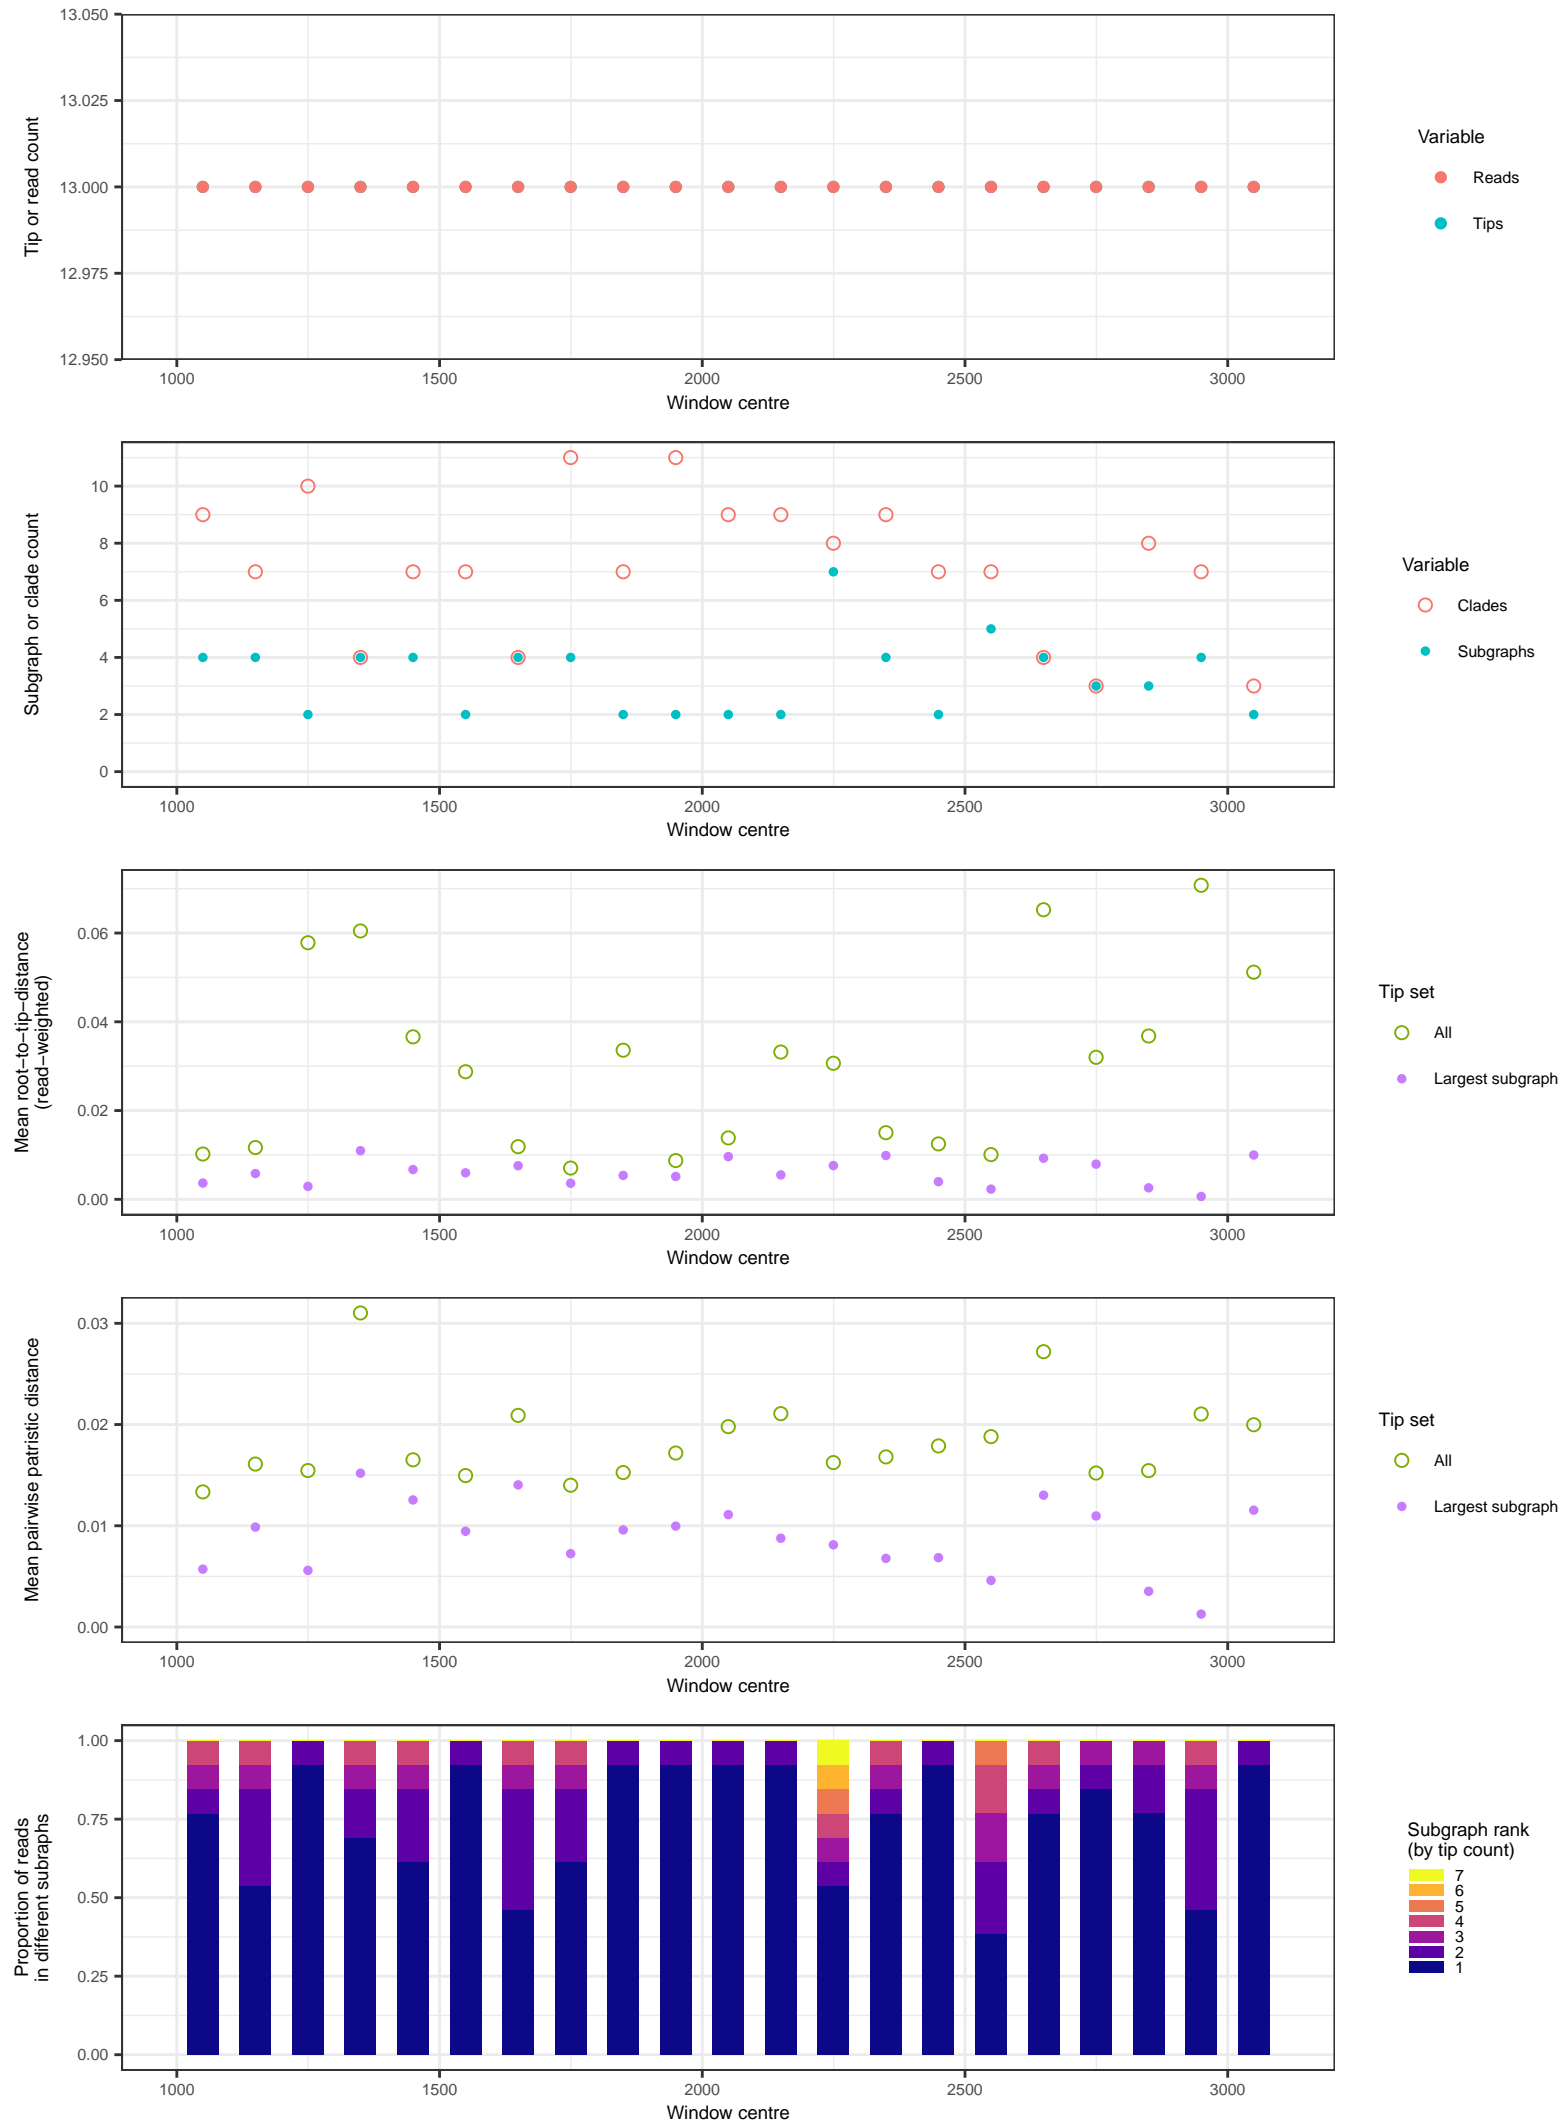 13.050
13.025
13.000
12.975
12.950
Tip or read count
1000 1500 2000 2500 3000
Window centre
Variable
Reads
Tips
10
8
6
4
2
0
Subgraph or clade count
1000 1500 2000 2500 3000
Window centre
Variable
Clades
Subgraphs
0.06
0.04
0.02
0.00
Mean root−to−tip−distance
(read−weighted)
1000 1500 2000 2500 3000
Window centre
Tip set
All
Largest subgraph
0.03
0.02
0.01
0.00
Mean pairwise patristic distance
1000 1500 2000 2500 3000
Window centre
Tip set
All
Largest subgraph
1.00
0.75
0.50
0.25
0.00
Proportion of reads
in different subraphs
1000 1500 2000 2500 3000
Window centre
Subgraph rank
(by tip count)
7
6
5
4
3
2
1